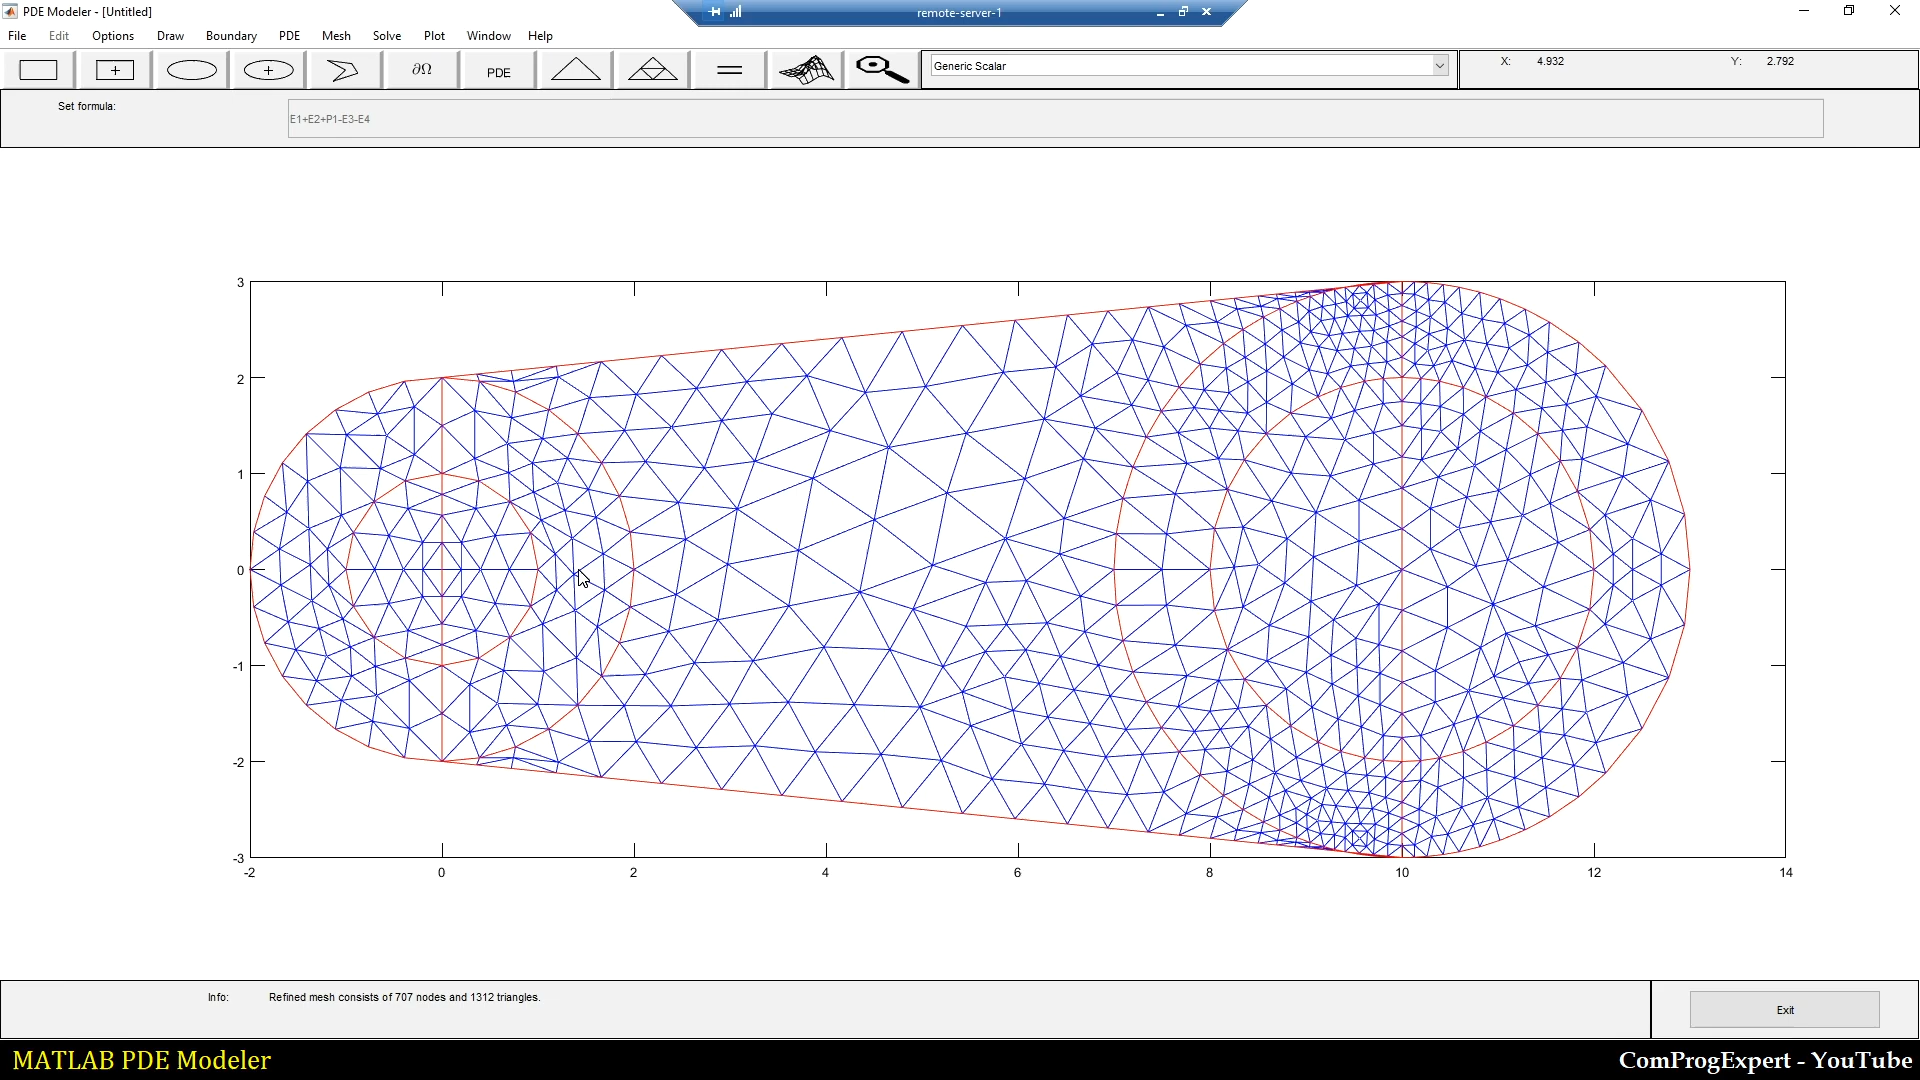 PDE Modeler - [Untitled]
remote-server-1
File Edit Options Draw Boundary PDE Mesh Solve Plot Window Help
∂Ω PDE Generic Scalar X: 4.932 Y: 2.792
Set formula: E1+E2+P1-E3-E4
3
2
1
0
-1
-2
-3
-2 0 2 4 6 8 10 12 14
Info: Refined mesh consists of 707 nodes and 1312 triangles.
Exit
MATLAB PDE Modeler
ComProgExpert - YouTube